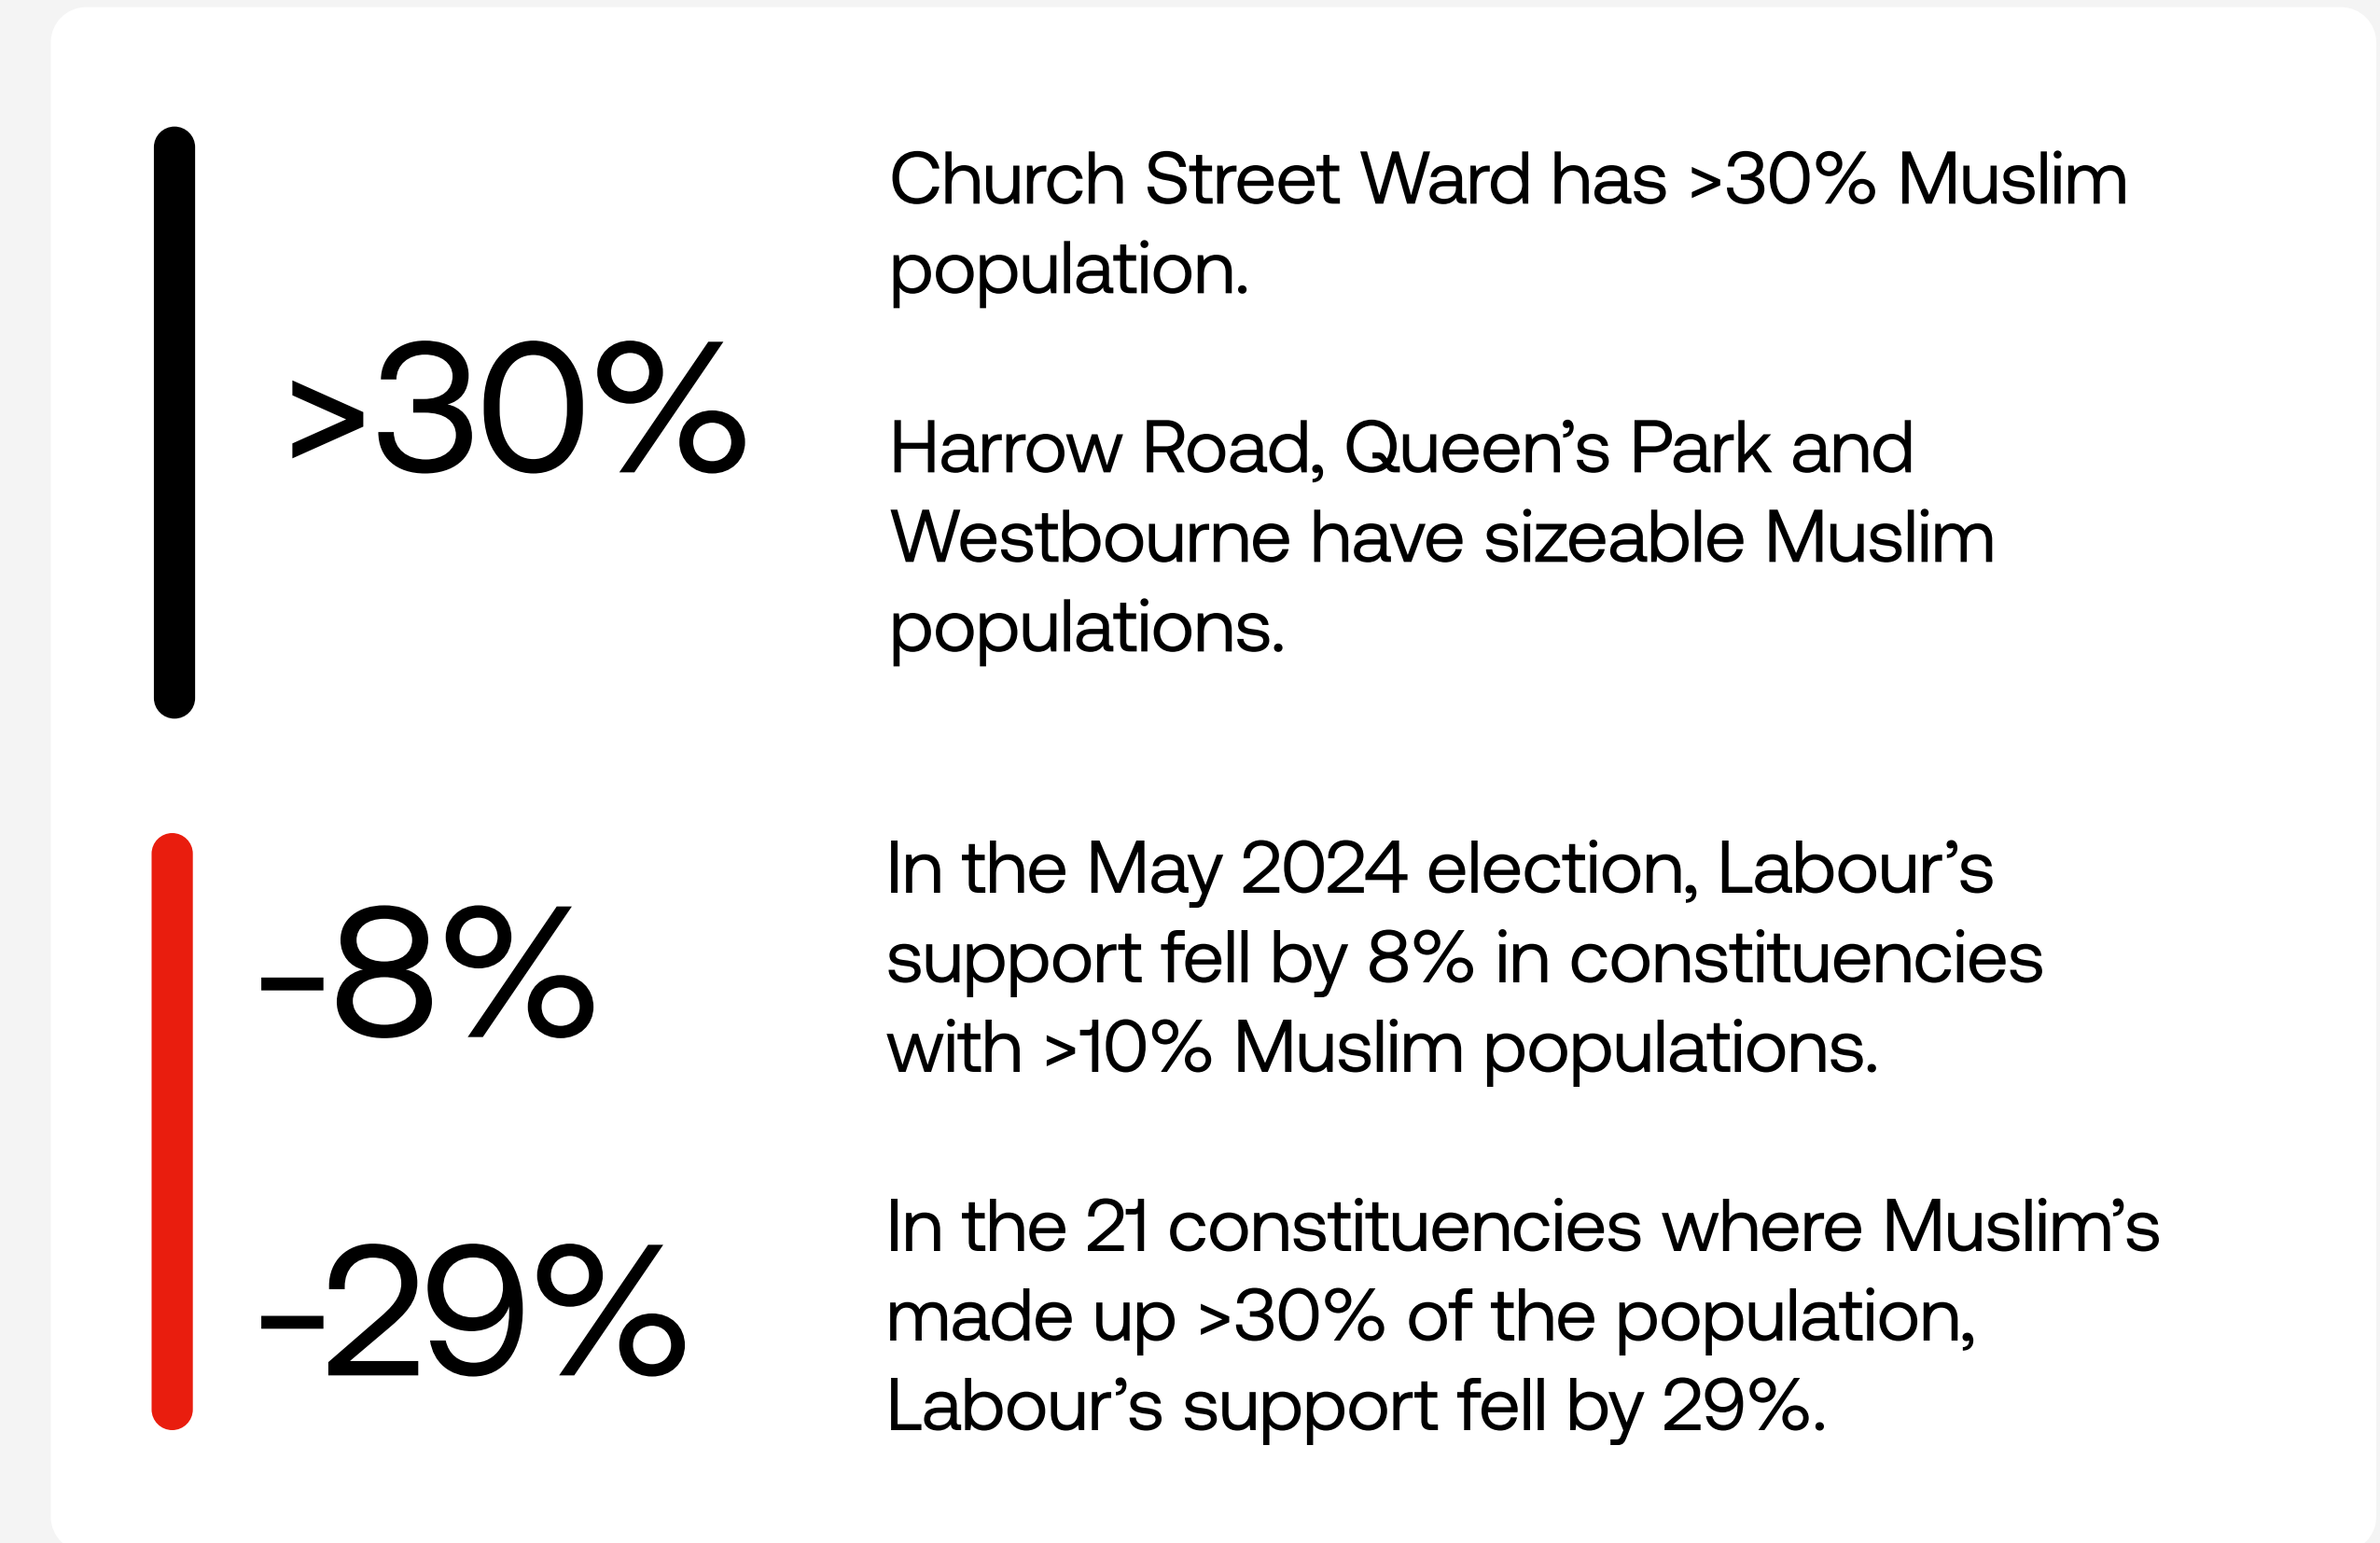 >30%
Church Street Ward has >30% Muslim
population.
Harrow Road, Queen’s Park and
Westbourne have sizeable Muslim
populations.
-8%
In the May 2024 election, Labour’s
support fell by 8% in constituencies
with >10% Muslim populations.
-29%
In the 21 constituencies where Muslim’s
made up >30% of the population,
Labour’s support fell by 29%.